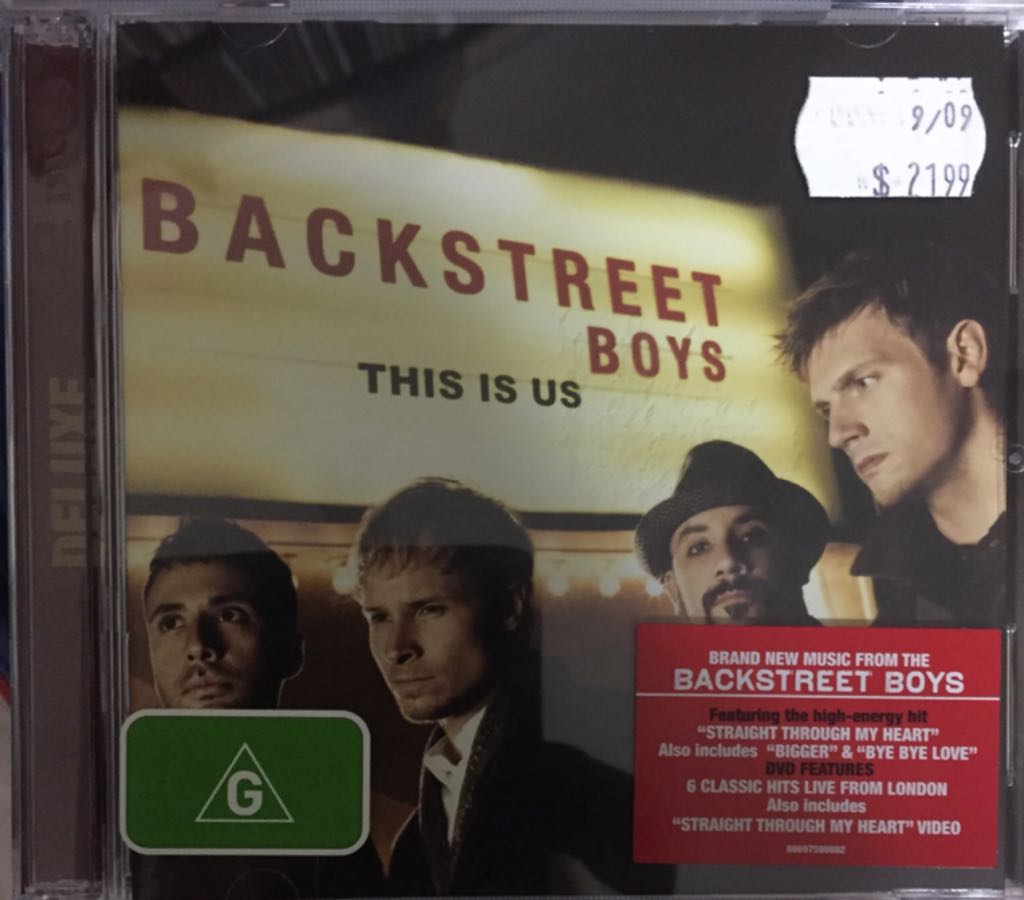 9/09
$ 2199
BACKSTREET
BOYS
THIS IS US
DELUXE
G
BRAND NEW MUSIC FROM THE
BACKSTREET BOYS
Featuring the high-energy hit
"STRAIGHT THROUGH MY HEART"
Also includes "BIGGER" & "BYE BYE LOVE"
DVD FEATURES
6 CLASSIC HITS LIVE FROM LONDON
Also includes
"STRAIGHT THROUGH MY HEART" VIDEO